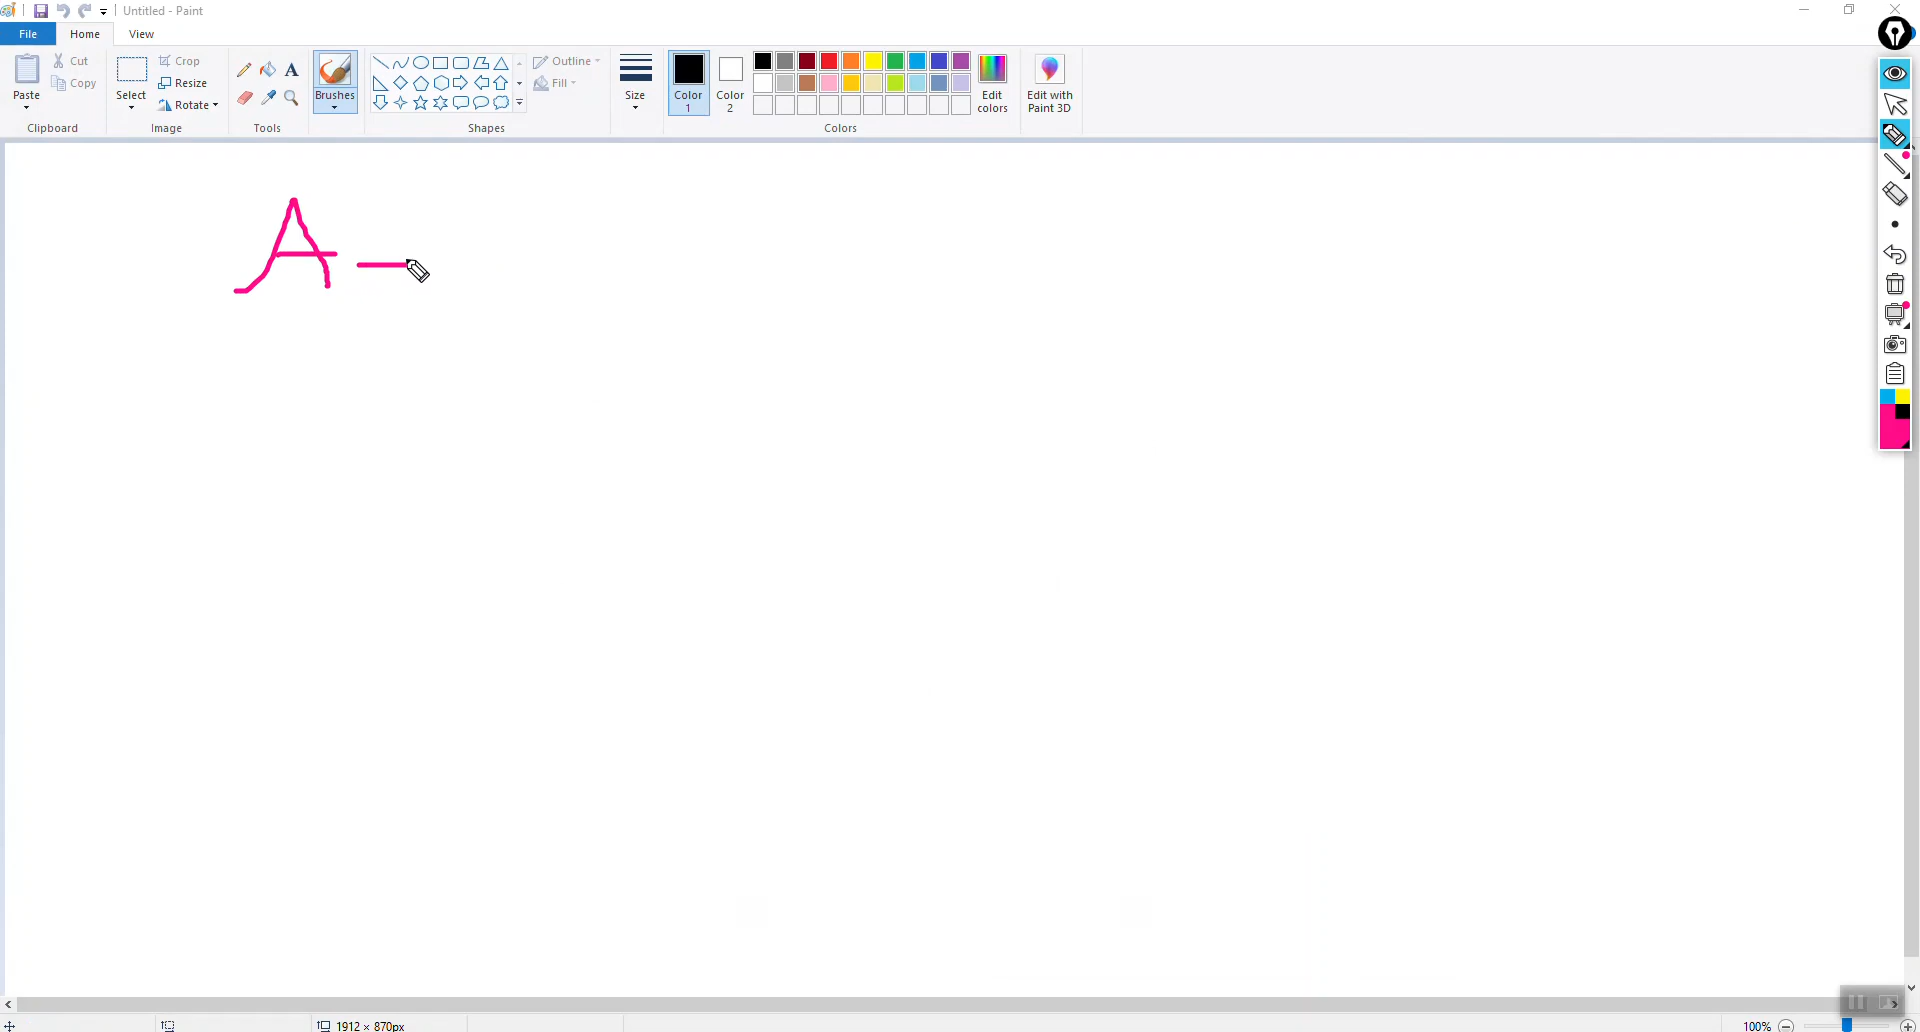 Untitled - Paint
File Home View
Paste
Cut
Copy
Clipboard
Select
Crop
Resize
Rotate
Image
A
Tools
Brushes
Outline
Fill
Shapes
Size
Color
1
Color
2
Edit
colors
Colors
Edit with
Paint 3D
A —
1912 × 870px
100%